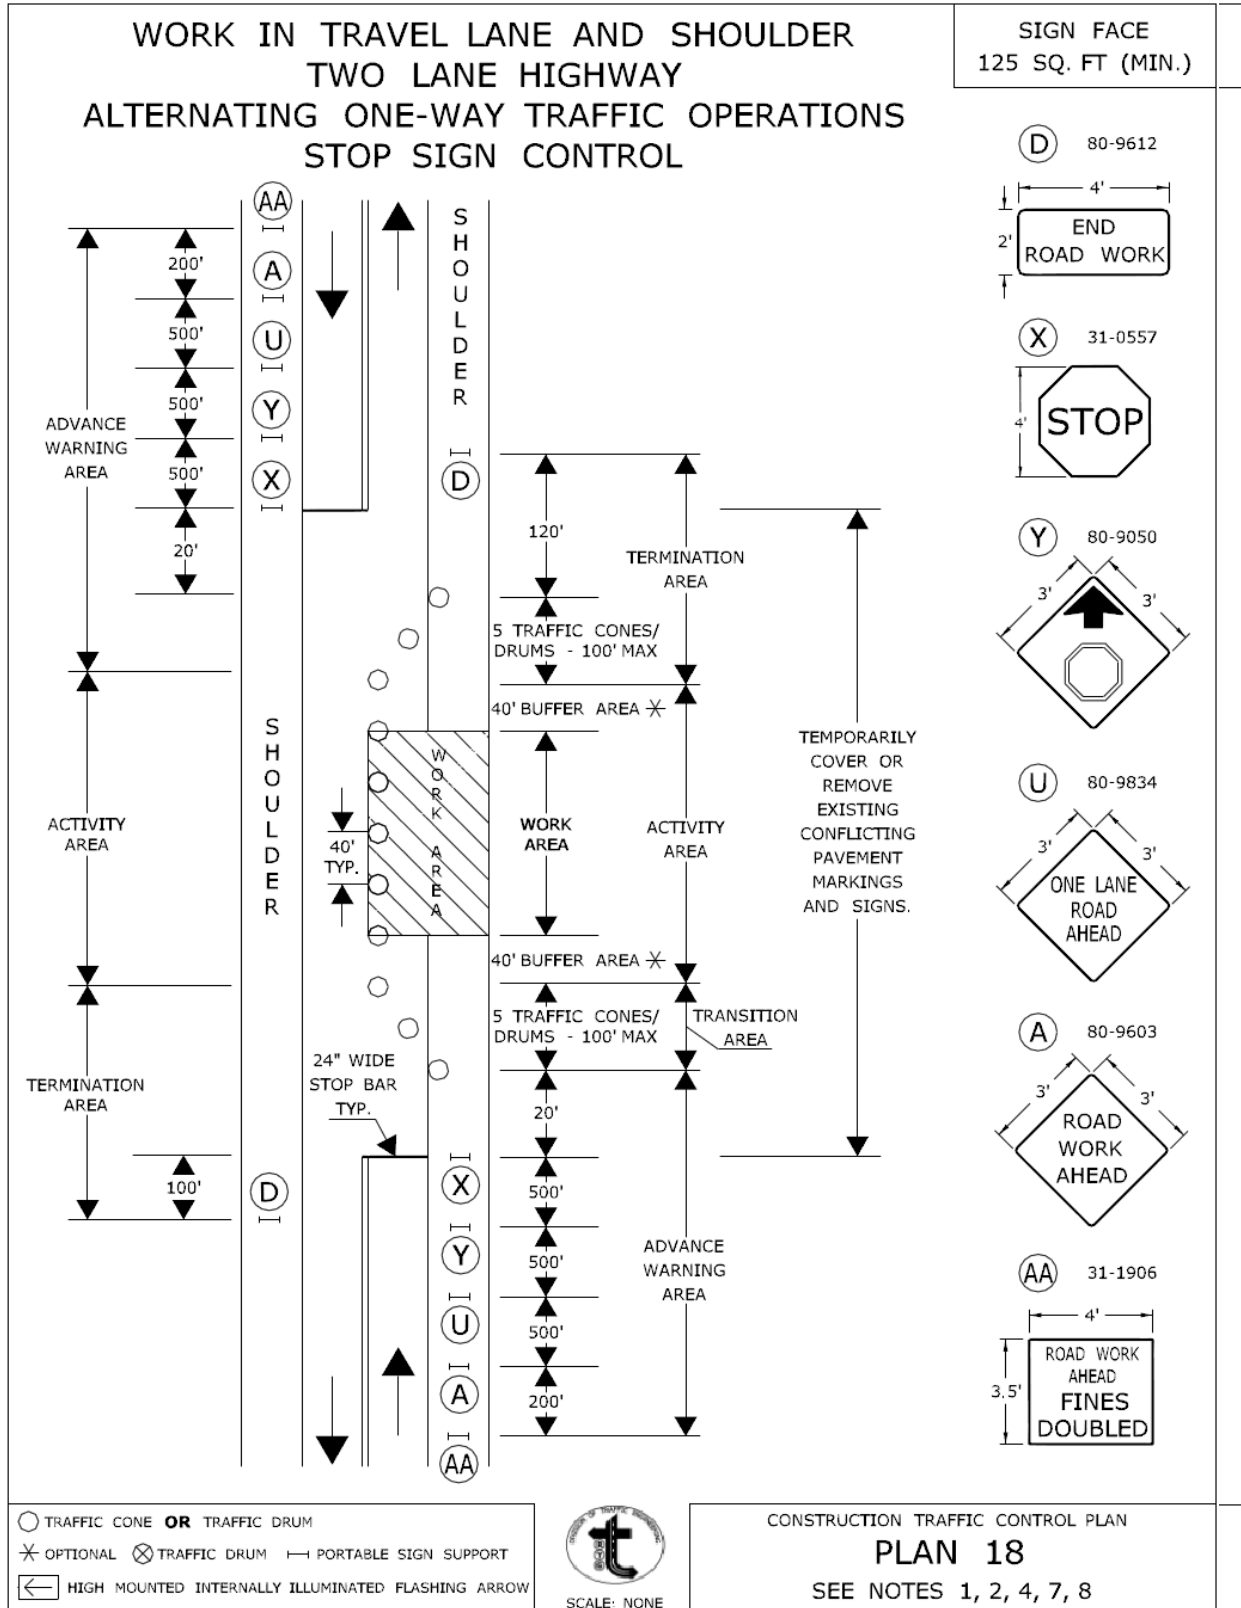 WORK IN TRAVEL LANE AND SHOULDER
TWO LANE HIGHWAY
ALTERNATING ONE-WAY TRAFFIC OPERATIONS
STOP SIGN CONTROL
SIGN FACE
125 SQ. FT (MIN.)
AA
A
U
Y
X
200'
500'
500'
500'
20'
ADVANCE
WARNING
AREA
ACTIVITY
AREA
TERMINATION
AREA
100'
D
SHOULDER
SHOULDER
D
120'
TERMINATION
AREA
5 TRAFFIC CONES/
DRUMS - 100' MAX
40' BUFFER AREA
WORK AREA
40'
TYP.
WORK
AREA
ACTIVITY
AREA
40' BUFFER AREA
5 TRAFFIC CONES/
DRUMS - 100' MAX
TRANSITION
AREA
24" WIDE
STOP BAR
TYP.
20'
500'
500'
500'
200'
X
Y
U
A
AA
ADVANCE
WARNING
AREA
TEMPORARILY
COVER OR
REMOVE
EXISTING
CONFLICTING
PAVEMENT
MARKINGS
AND SIGNS.
D 80-9612
4'
2'
END
ROAD WORK
X 31-0557
4'
STOP
Y 80-9050
3' 3'
U 80-9834
3' 3'
ONE LANE
ROAD
AHEAD
A 80-9603
3' 3'
ROAD
WORK
AHEAD
AA 31-1906
4'
3.5'
ROAD WORK
AHEAD
FINES
DOUBLED
TRAFFIC CONE OR TRAFFIC DRUM
OPTIONAL TRAFFIC DRUM PORTABLE SIGN SUPPORT
HIGH MOUNTED INTERNALLY ILLUMINATED FLASHING ARROW
DIVISION OF TRAFFIC ENGINEERING
SCALE: NONE
CONSTRUCTION TRAFFIC CONTROL PLAN
PLAN 18
SEE NOTES 1, 2, 4, 7, 8